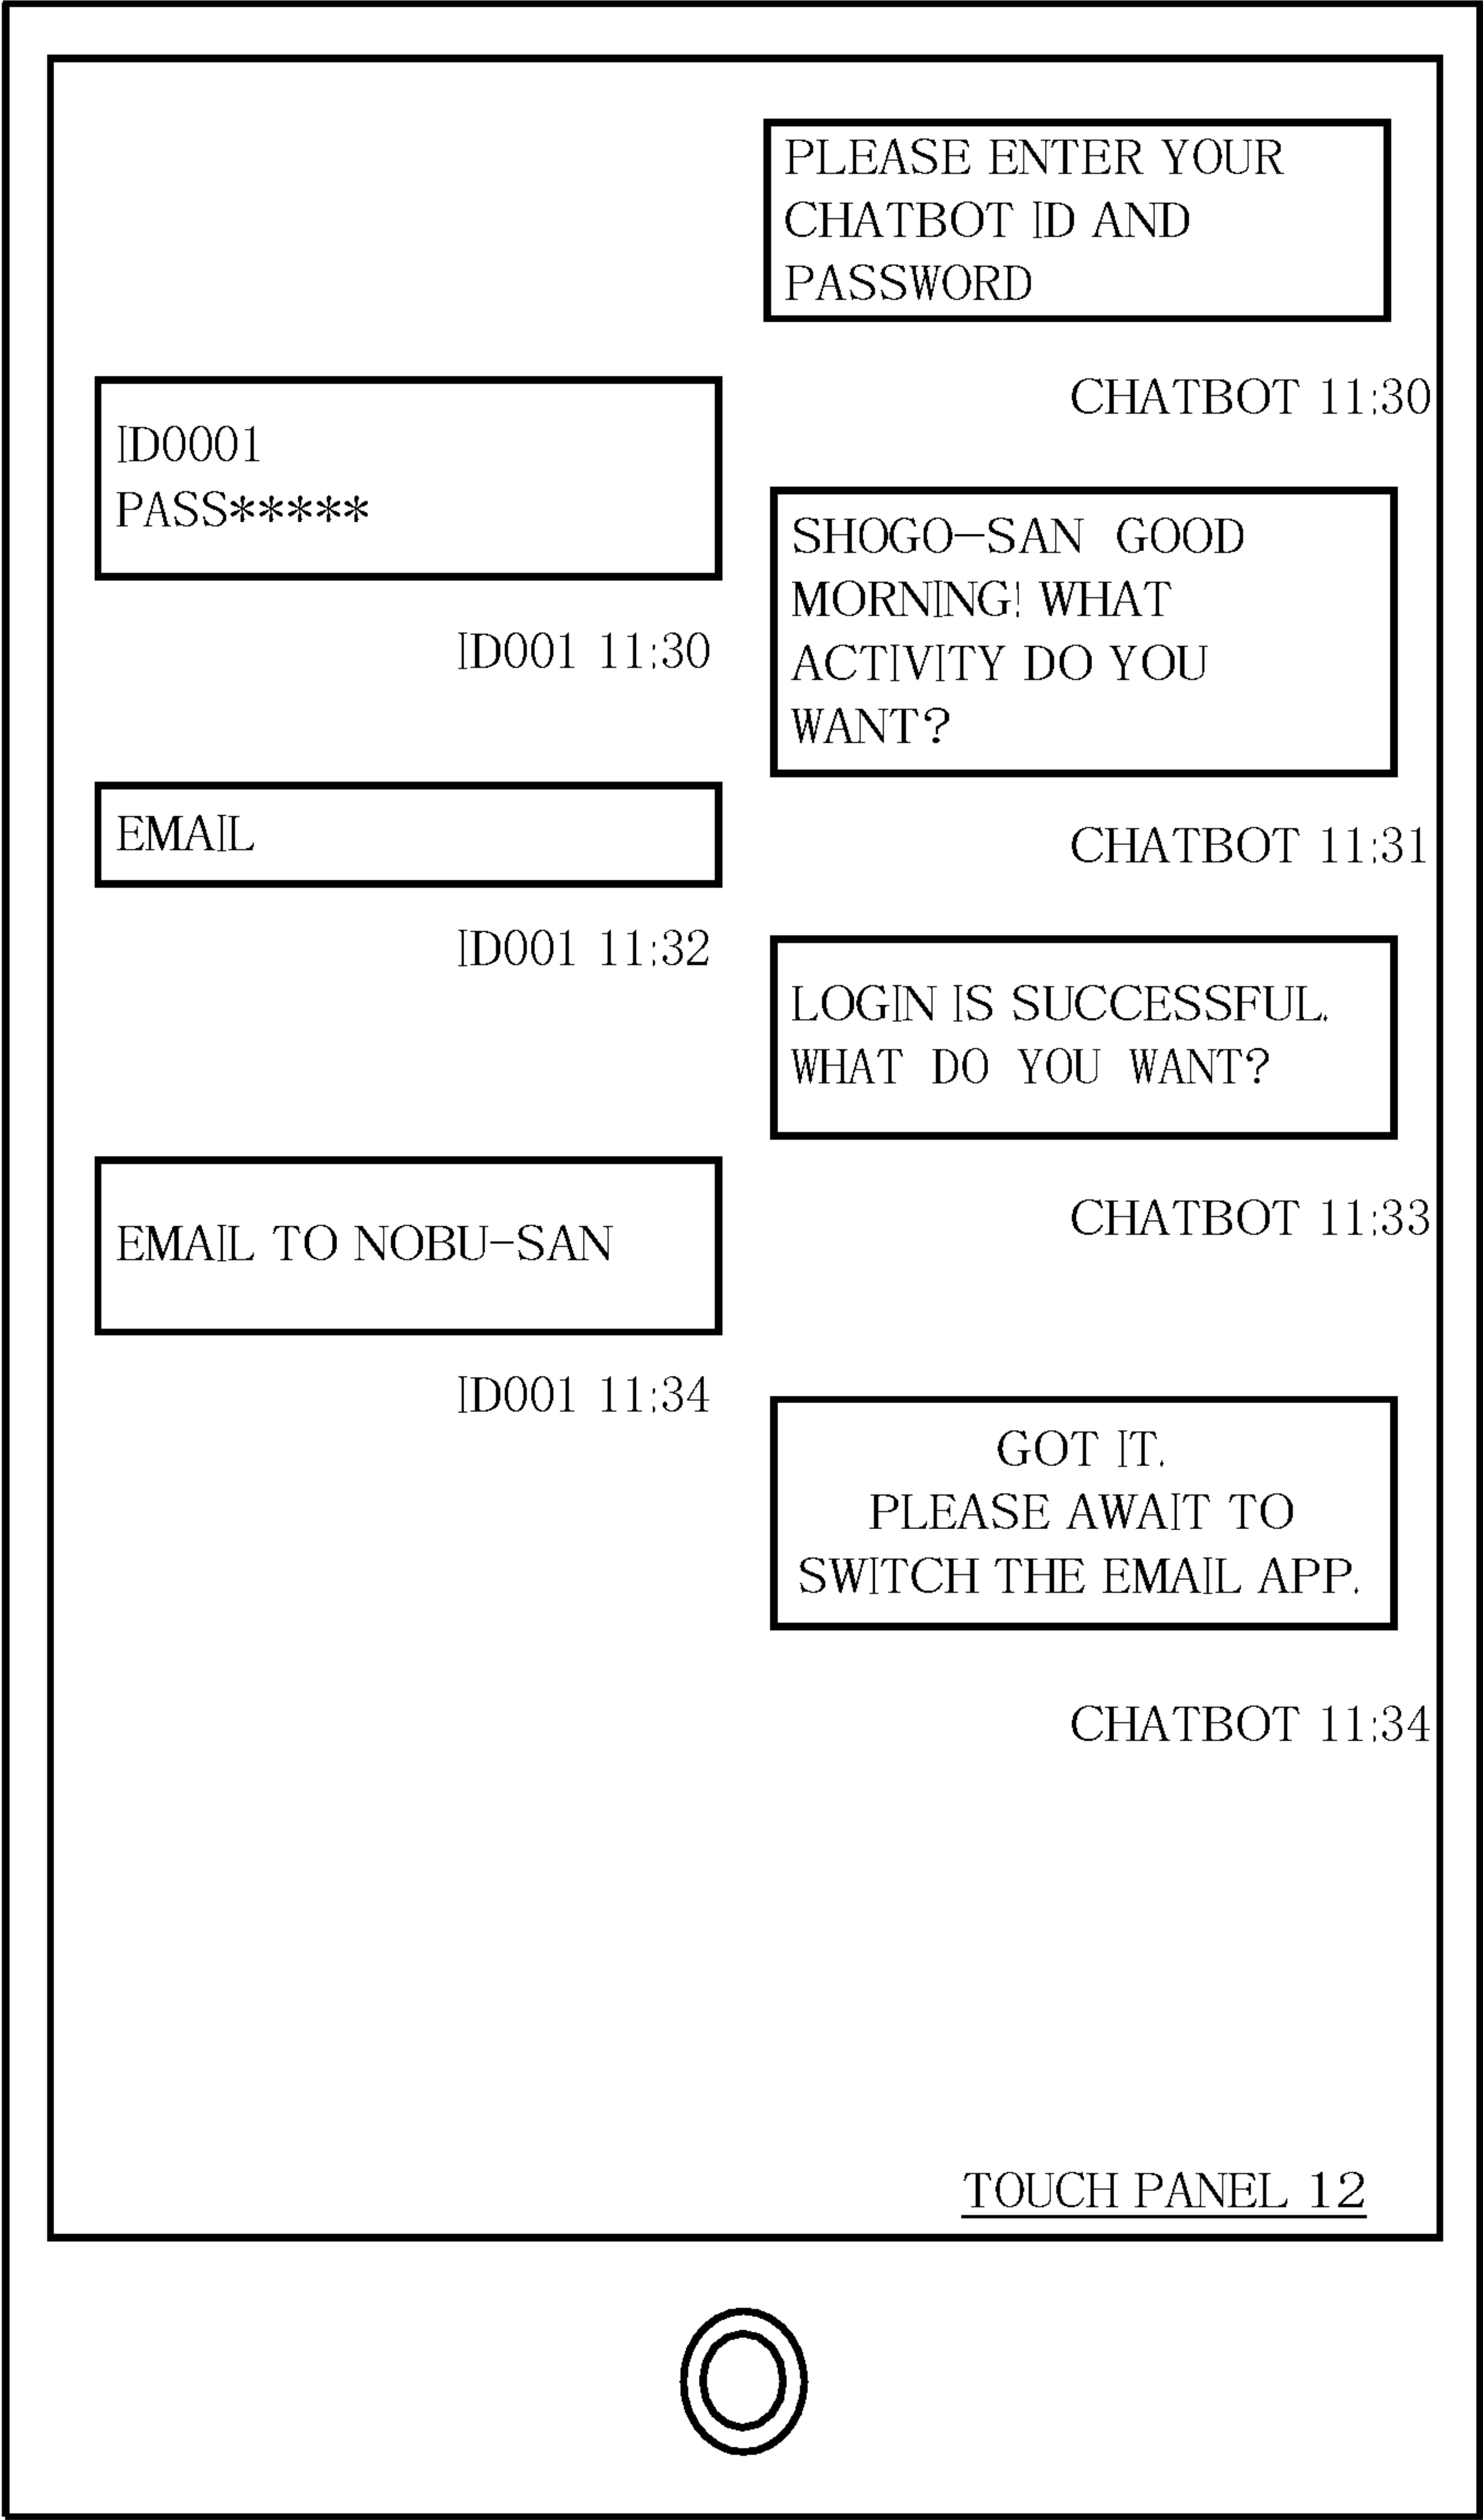 PLEASE ENTER YOUR
CHATBOT ID AND
PASSWORD
CHATBOT 11:30
ID0001
PASS*****
ID001 11:30
SHOGO-SAN GOOD
MORNING! WHAT
ACTIVITY DO YOU
WANT?
CHATBOT 11:31
EMAIL
ID001 11:32
LOGIN IS SUCCESSFUL.
WHAT DO YOU WANT?
CHATBOT 11:33
EMAIL TO NOBU-SAN
ID001 11:34
GOT IT.
PLEASE AWAIT TO
SWITCH THE EMAIL APP.
CHATBOT 11:34
TOUCH PANEL 12